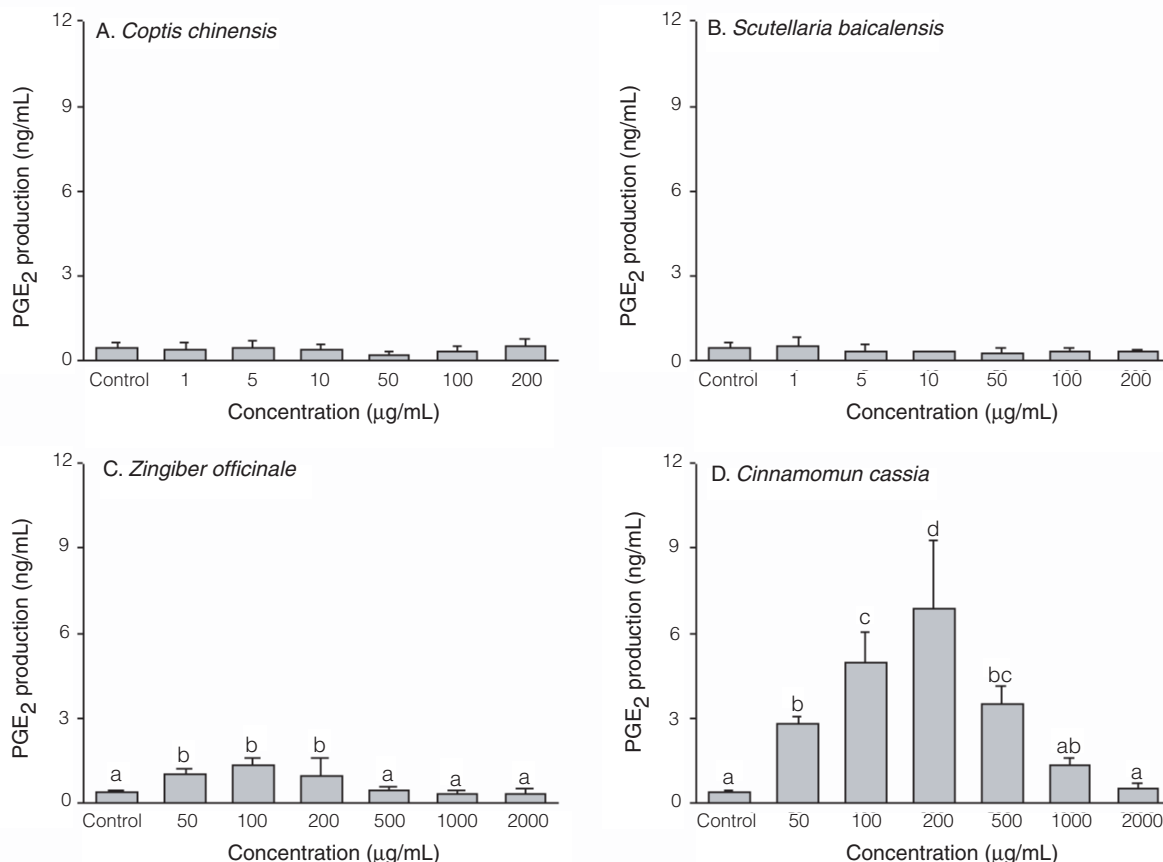 A. Coptis chinensis
PGE2 production (ng/mL)
12
9
6
3
0
Control 1 5 10 50 100 200
Concentration (μg/mL)
B. Scutellaria baicalensis
PGE2 production (ng/mL)
12
9
6
3
0
Control 1 5 10 50 100 200
Concentration (μg/mL)
C. Zingiber officinale
PGE2 production (ng/mL)
12
9
6
3
0
a b b b a a a
Control 50 100 200 500 1000 2000
Concentration (μg/mL)
D. Cinnamomun cassia
PGE2 production (ng/mL)
12
9
6
3
0
a b c d bc ab a
Control 50 100 200 500 1000 2000
Concentration (μg/mL)